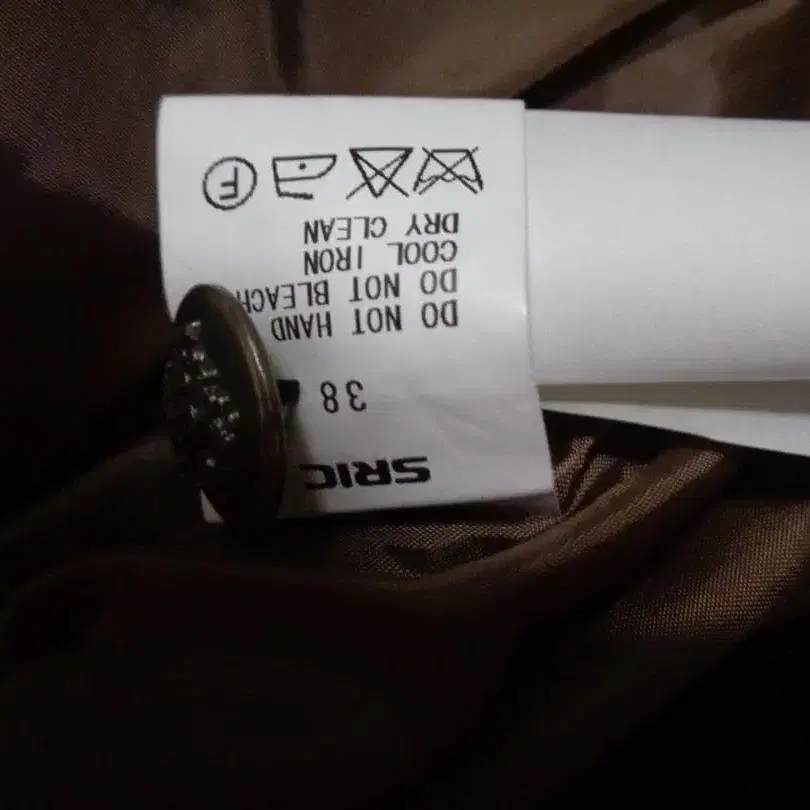 SRIC
38
DO NOT HAND
DO NOT BLEACH
COOL IRON
DRY CLEAN
F